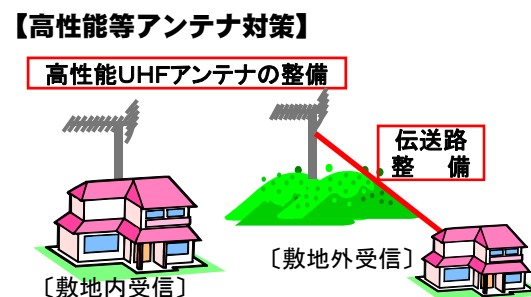 【高性能等アンテナ対策】
高性能UHFアンテナの整備
伝送路
整　備
〔敷地外受信〕
〔敷地内受信〕